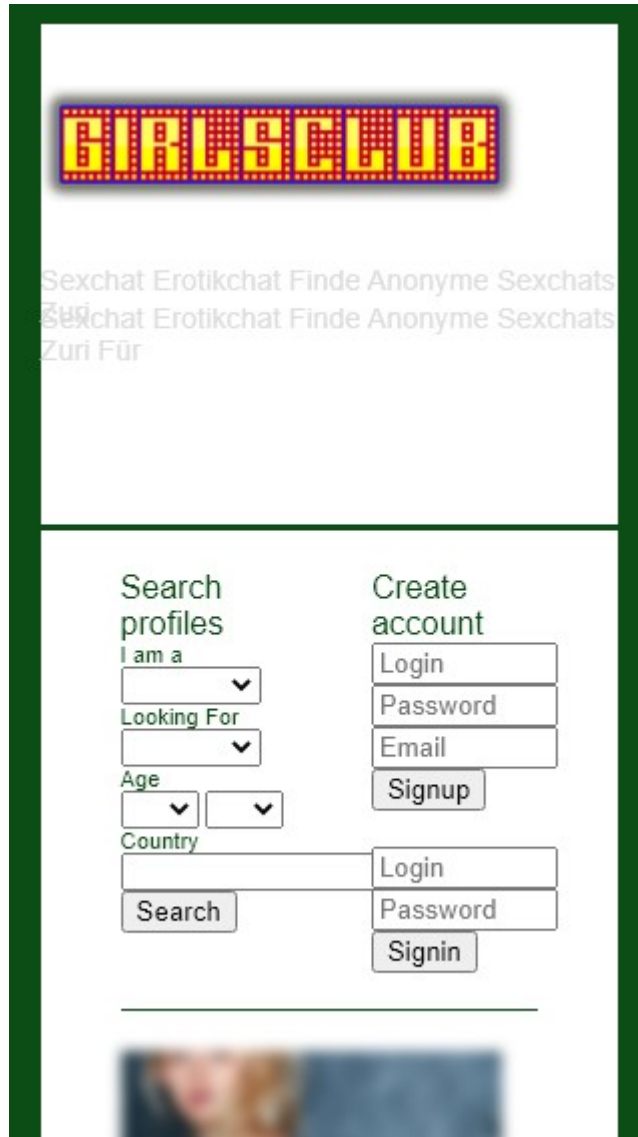 GIRLSCLUB
Sexchat Erotikchat Finde Anonyme Sexchats
Zuri
Sexchat Erotikchat Finde Anonyme Sexchats
Zuri Für
Search
profiles
I am a
Looking For
Age
Country
Search
Create
account
Login
Password
Email
Signup
Login
Password
Signin